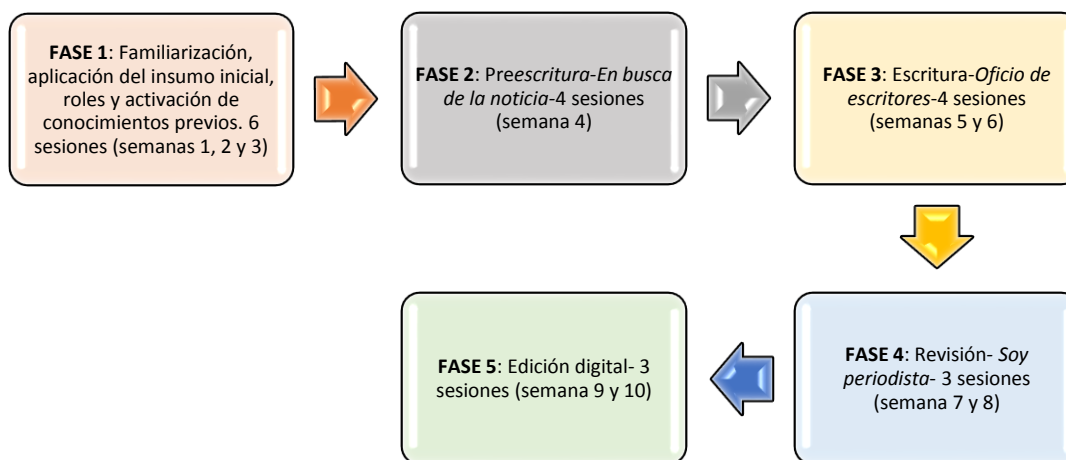 FASE 1: Familiarización,
aplicación del insumo inicial,
roles y activación de
conocimientos previos. 6
sesiones (semanas 1, 2 y 3)
FASE 2: Preescritura-En busca
de la noticia-4 sesiones
(semana 4)
FASE 3: Escritura-Oficio de
escritores-4 sesiones
(semanas 5 y 6)
FASE 4: Revisión- Soy
periodista- 3 sesiones
(semana 7 y 8)
FASE 5: Edición digital- 3
sesiones (semana 9 y 10)